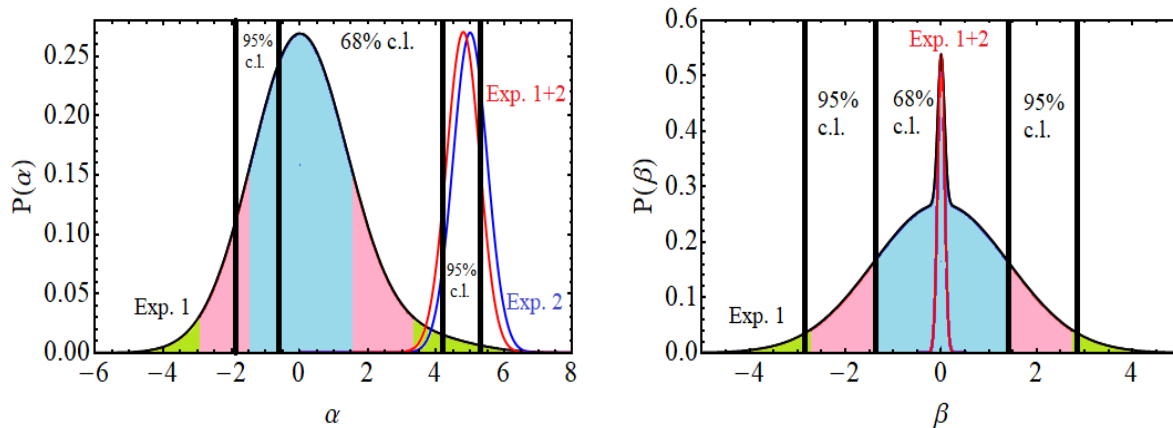 0.25
0.20
0.15
0.10
0.05
0.00
P(α)
95%
c.l.
68% c.l.
Exp. 1+2
Exp. 1
95%
c.l.
Exp. 2
−6
−4
−2
0
2
4
6
8
α
0.6
0.5
0.4
0.3
0.2
0.1
0.0
P(β)
Exp. 1+2
95%
c.l.
68%
c.l.
95%
c.l.
Exp. 1
−4
−2
0
2
4
β